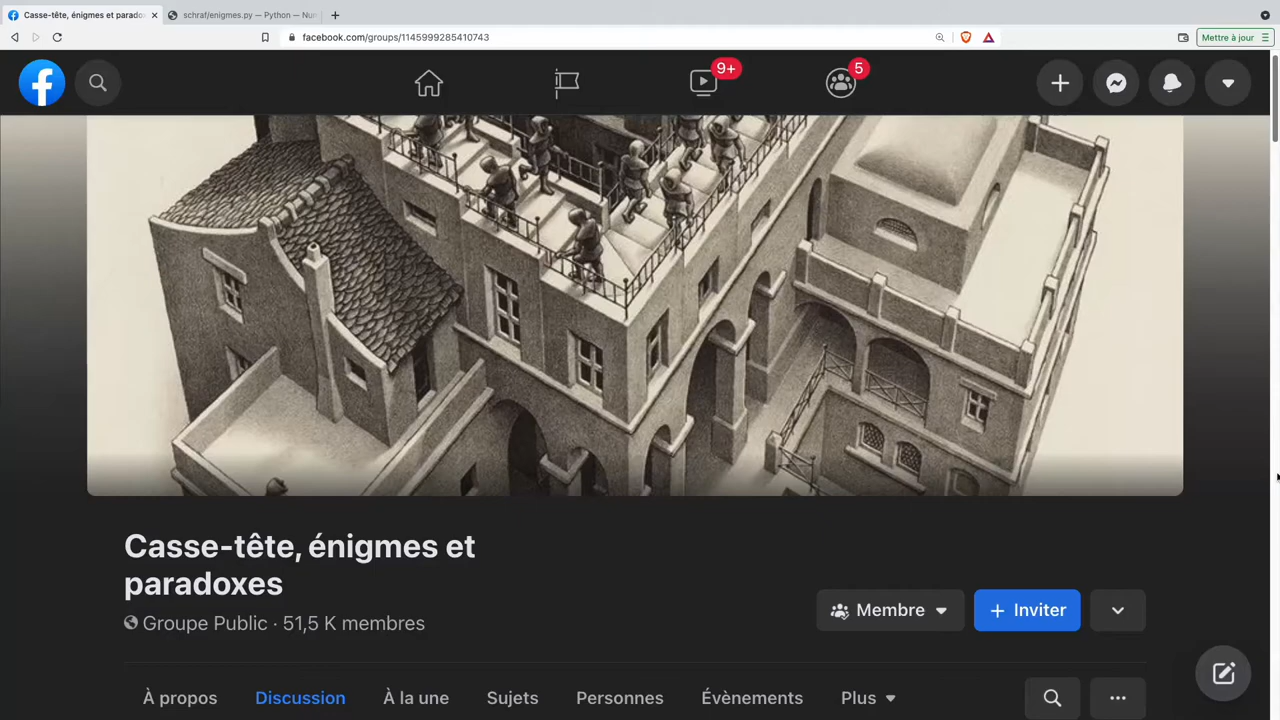 Casse-tête, énigmes et parado
schraf/enigmes.py — Python — Nu
facebook.com/groups/1145999285410743
Mettre à jour
9+
5
Casse-tête, énigmes et
paradoxes
Groupe Public · 51,5 K membres
Membre
+ Inviter
À propos
Discussion
À la une
Sujets
Personnes
Évènements
Plus